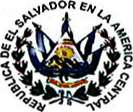 REPUBLICA DE EL SALVADOR EN LA AMERICA CENTRAL